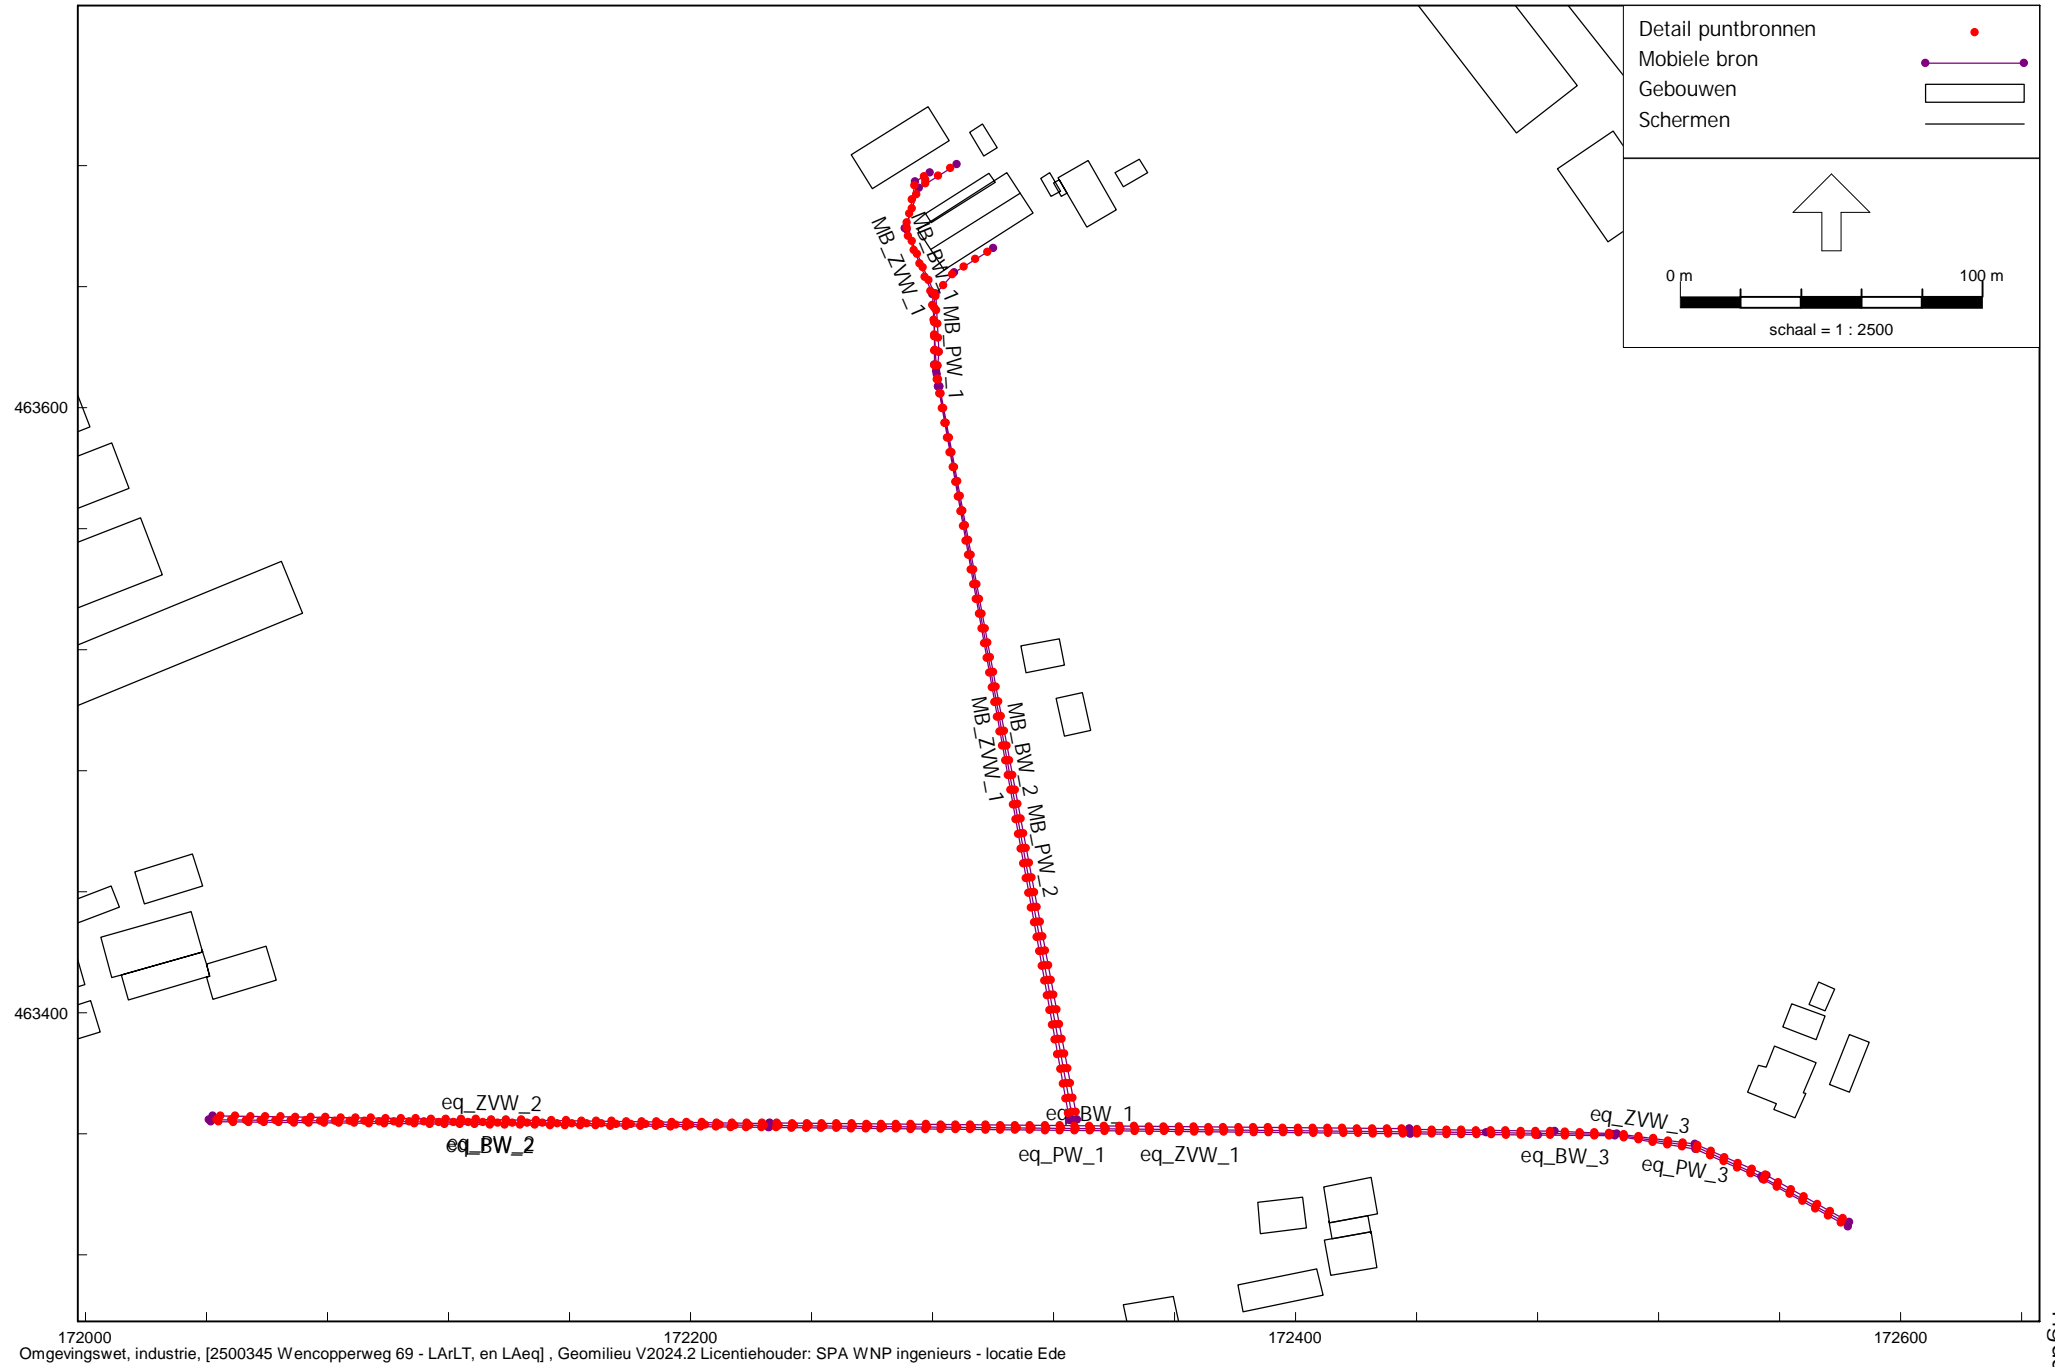 Detail puntbronnen
Mobiele bron
Gebouwen
Schermen
0 m 100 m
schaal = 1 : 2500
MB_ZVW_1
MB_BW_1
MB_PW_1
463600
MB_ZVW_1
MB_BW_2
MB_PW_2
463400
eq_ZVW_2
eq_BW_1
eq_ZVW_3
eq_PW_1
eq_ZVW_1
eq_BW_3
eq_PW_3
172000 172200 172400 172600
Omgevingswet, industrie, [2500345 Wencopperweg 69 - LArLT, en LAeq] , Geomilieu V2024.2 Licentiehouder: SPA WNP ingenieurs - locatie Ede